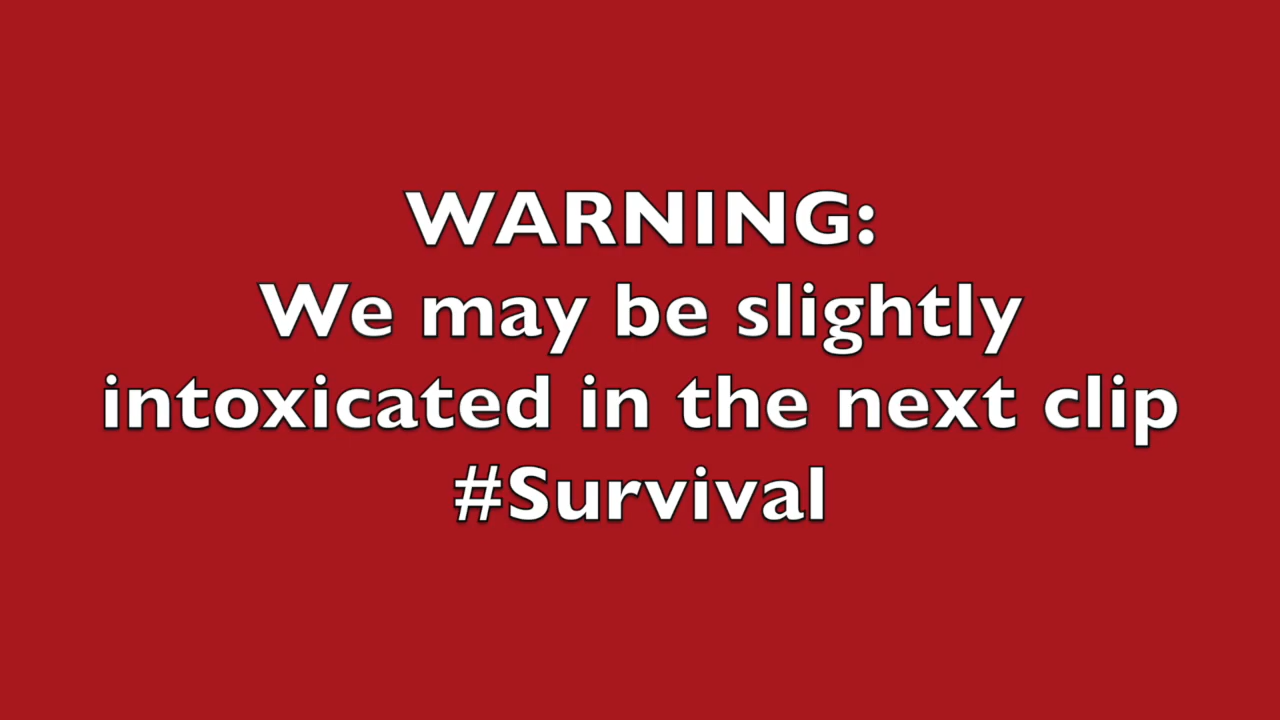 WARNING:
We may be slightly
intoxicated in the next clip
#Survival